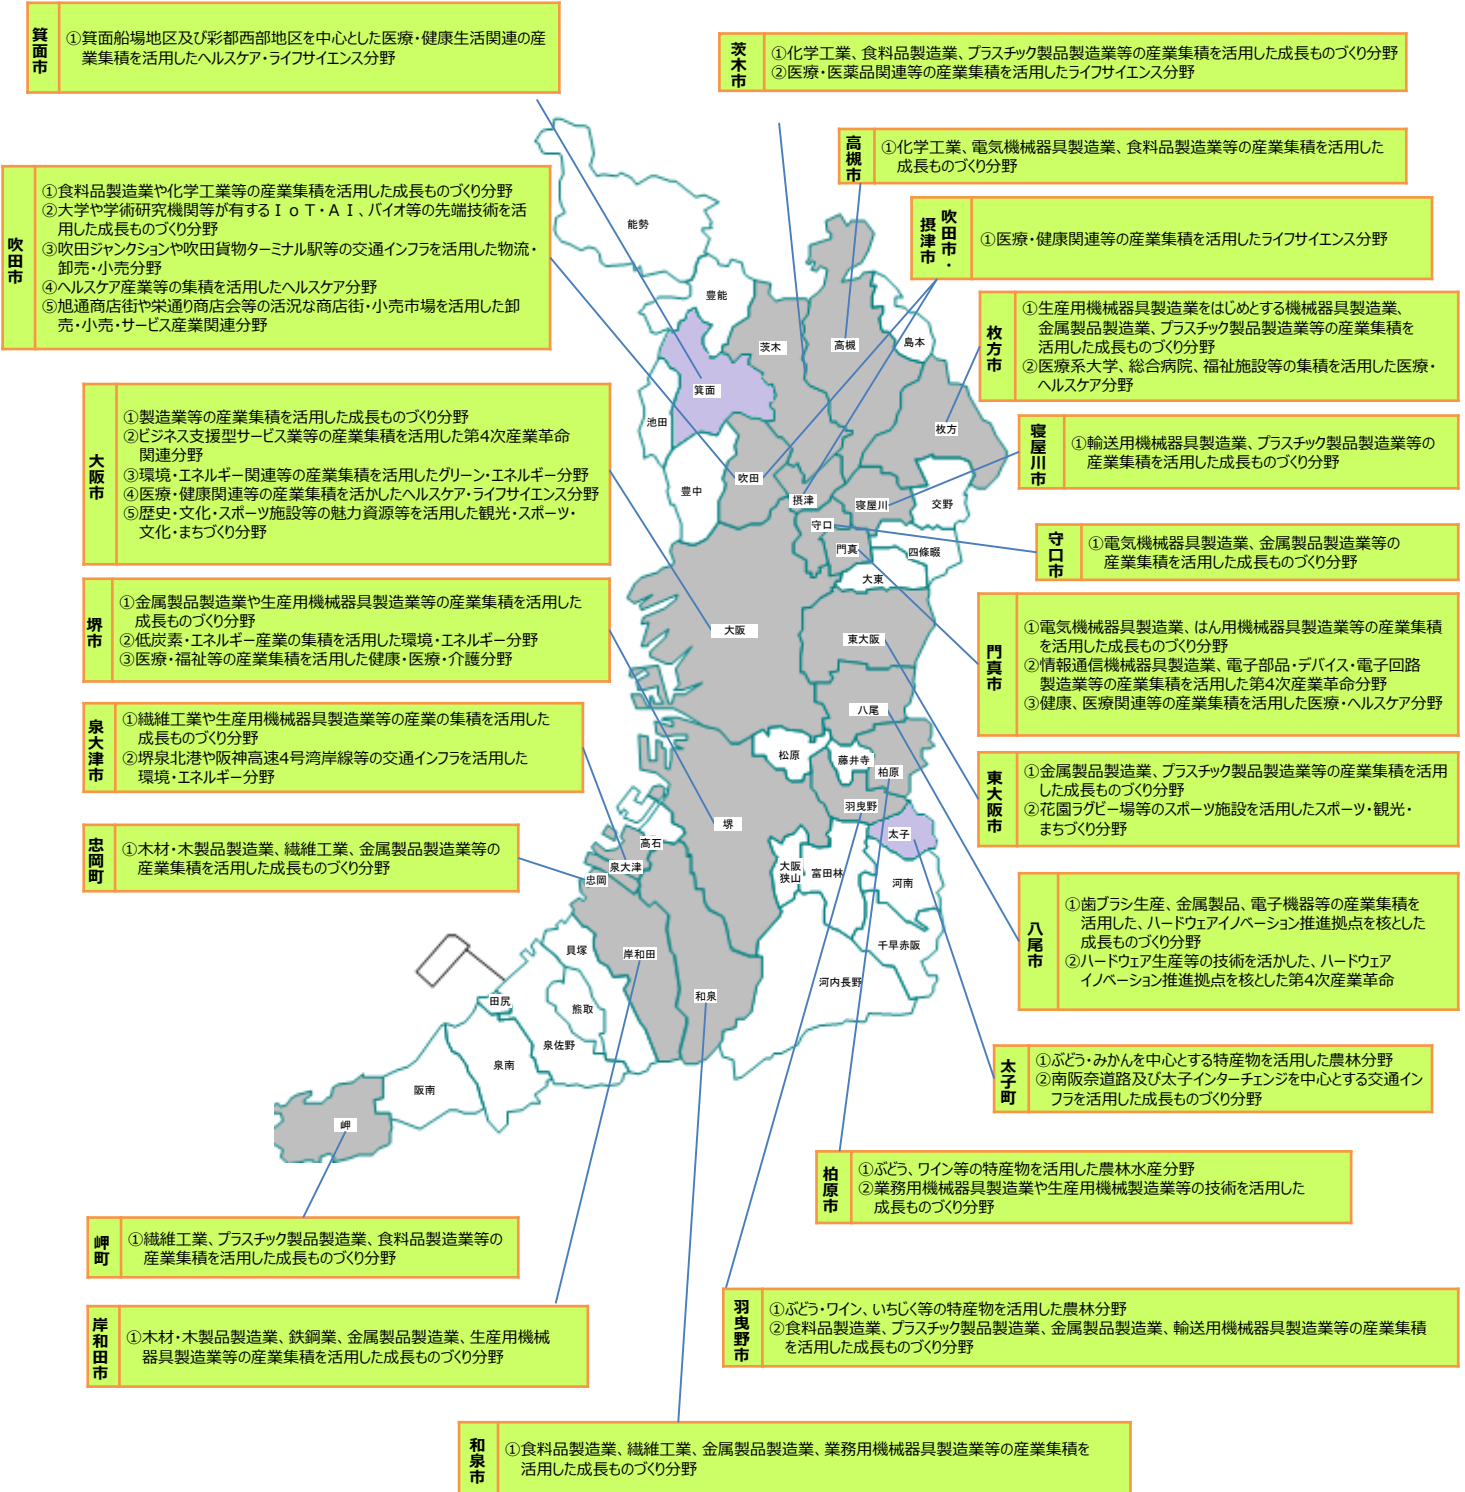 箕面市
①箕面船場地区及び彩都西部地区を中心とした医療・健康生活関連の産
業集積を活用したヘルスケア・ライフサイエンス分野
茨木市
①化学工業、食料品製造業、プラスチック製品製造業等の産業集積を活用した成長ものづくり分野
②医療・医薬品関連等の産業集積を活用したライフサイエンス分野
高槻市
①化学工業、電気機械器具製造業、食料品製造業等の産業集積を活用した
成長ものづくり分野
吹田市
①食料品製造業や化学工業等の産業集積を活用した成長ものづくり分野
②大学や学術研究機関等が有するＩｏＴ・ＡＩ、バイオ等の先端技術を活
用した成長ものづくり分野
③吹田ジャンクションや吹田貨物ターミナル駅等の交通インフラを活用した物流・
卸売・小売分野
④ヘルスケア産業等の集積を活用したヘルスケア分野
⑤旭通商店街や栄通り商店会等の活況な商店街・小売市場を活用した卸
売・小売・サービス産業関連分野
吹田市・
摂津市
①医療・健康関連等の産業集積を活用したライフサイエンス分野
枚方市
①生産用機械器具製造業をはじめとする機械器具製造業、
金属製品製造業、プラスチック製品製造業等の産業集積を
活用した成長ものづくり分野
②医療系大学、総合病院、福祉施設等の集積を活用した医療・
ヘルスケア分野
大阪市
①製造業等の産業集積を活用した成長ものづくり分野
②ビジネス支援型サービス業等の産業集積を活用した第4次産業革命
関連分野
③環境・エネルギー関連等の産業集積を活用したグリーン・エネルギー分野
④医療・健康関連等の産業集積を活かしたヘルスケア・ライフサイエンス分野
⑤歴史・文化・スポーツ施設等の魅力資源等を活用した観光・スポーツ・
文化・まちづくり分野
寝屋川市
①輸送用機械器具製造業、プラスチック製品製造業等の
産業集積を活用した成長ものづくり分野
守口市
①電気機械器具製造業、金属製品製造業等の
産業集積を活用した成長ものづくり分野
堺市
①金属製品製造業や生産用機械器具製造業等の産業集積を活用した
成長ものづくり分野
②低炭素・エネルギー産業の集積を活用した環境・エネルギー分野
③医療・福祉等の産業集積を活用した健康・医療・介護分野
門真市
①電気機械器具製造業、はん用機械器具製造業等の産業集積
を活用した成長ものづくり分野
②情報通信機械器具製造業、電子部品・デバイス・電子回路
製造業等の産業集積を活用した第4次産業革命分野
③健康、医療関連等の産業集積を活用した医療・ヘルスケア分野
泉大津市
①繊維工業や生産用機械器具製造業等の産業の集積を活用した
成長ものづくり分野
②堺泉北港や阪神高速4号湾岸線等の交通インフラを活用した
環境・エネルギー分野
東大阪市
①金属製品製造業、プラスチック製品製造業等の産業集積を活用
した成長ものづくり分野
②花園ラグビー場等のスポーツ施設を活用したスポーツ・観光・
まちづくり分野
忠岡町
①木材・木製品製造業、繊維工業、金属製品製造業等の
産業集積を活用した成長ものづくり分野
八尾市
①歯ブラシ生産、金属製品、電子機器等の産業集積を
活用した、ハードウェアイノベーション推進拠点を核とした
成長ものづくり分野
②ハードウェア生産等の技術を活かした、ハードウェア
イノベーション推進拠点を核とした第4次産業革命
太子町
①ぶどう・みかんを中心とする特産物を活用した農林分野
②南阪奈道路及び太子インターチェンジを中心とする交通イン
フラを活用した成長ものづくり分野
柏原市
①ぶどう、ワイン等の特産物を活用した農林水産分野
②業務用機械器具製造業や生産用機械製造業等の技術を活用した
成長ものづくり分野
岬町
①繊維工業、プラスチック製品製造業、食料品製造業等の
産業集積を活用した成長ものづくり分野
羽曳野市
①ぶどう・ワイン、いちじく等の特産物を活用した農林分野
②食料品製造業、プラスチック製品製造業、金属製品製造業、輸送用機械器具製造業等の産業集積
を活用した成長ものづくり分野
岸和田市
①木材・木製品製造業、鉄鋼業、金属製品製造業、生産用機械
器具製造業等の産業集積を活用した成長ものづくり分野
和泉市
①食料品製造業、繊維工業、金属製品製造業、業務用機械器具製造業等の産業集積を
活用した成長ものづくり分野
能勢
豊能
茨木
高槻
島本
箕面
池田
枚方
吹田
豊中
摂津
寝屋川
交野
守口
門真
四條畷
大東
大阪
東大阪
八尾
松原
藤井寺
柏原
羽曳野
堺
太子
高石
泉大津
大阪
狭山
富田林
忠岡
河南
貝塚
岸和田
千早赤阪
河内長野
和泉
田尻
熊取
泉佐野
泉南
阪南
岬